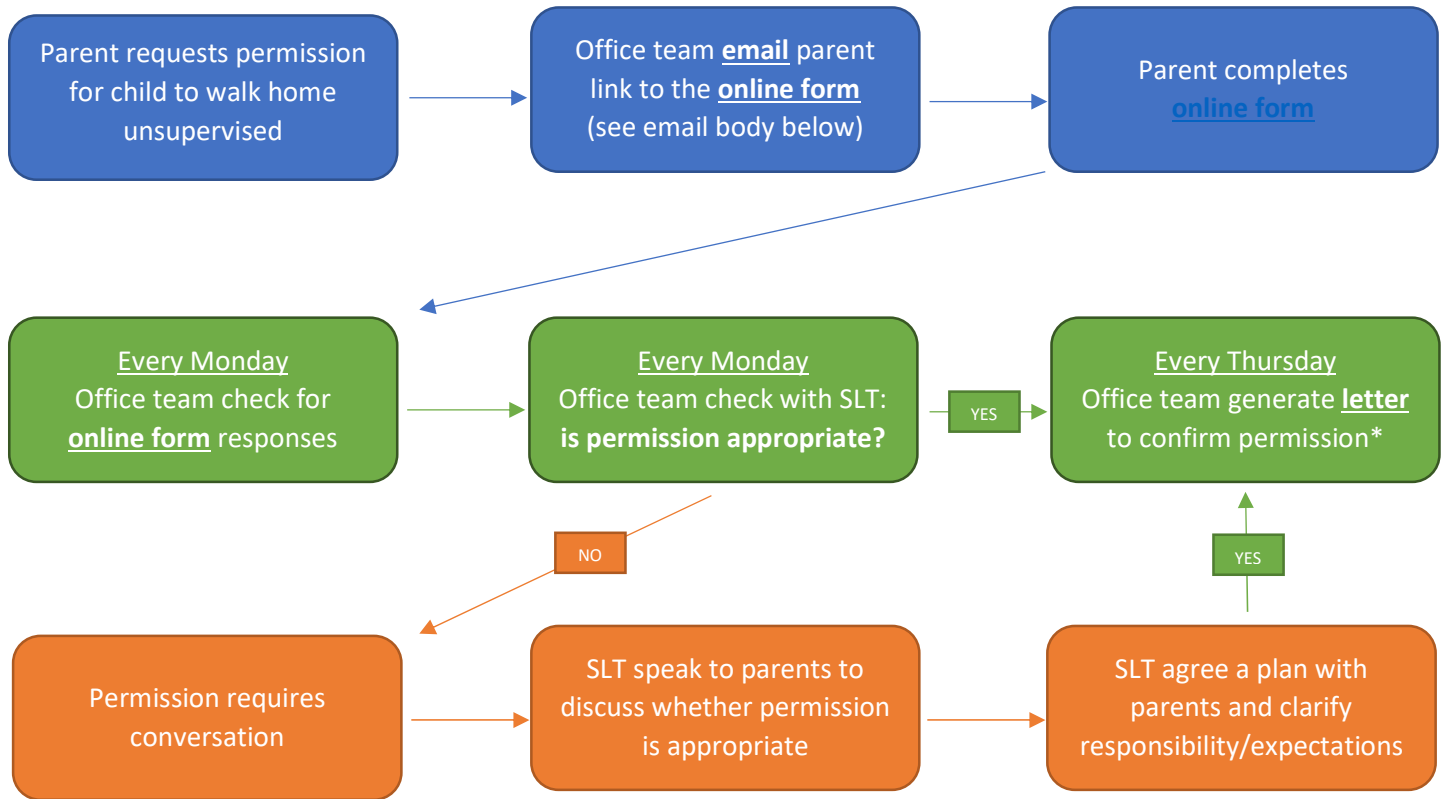 Parent requests permission
for child to walk home
unsupervised
Office team email parent
link to the online form
(see email body below)
Parent completes
online form
Every Monday
Office team check for
online form responses
Every Monday
Office team check with SLT:
is permission appropriate?
YES
Every Thursday
Office team generate letter
to confirm permission*
NO
YES
Permission requires
conversation
SLT speak to parents to
discuss whether permission
is appropriate
SLT agree a plan with
parents and clarify
responsibility/expectations